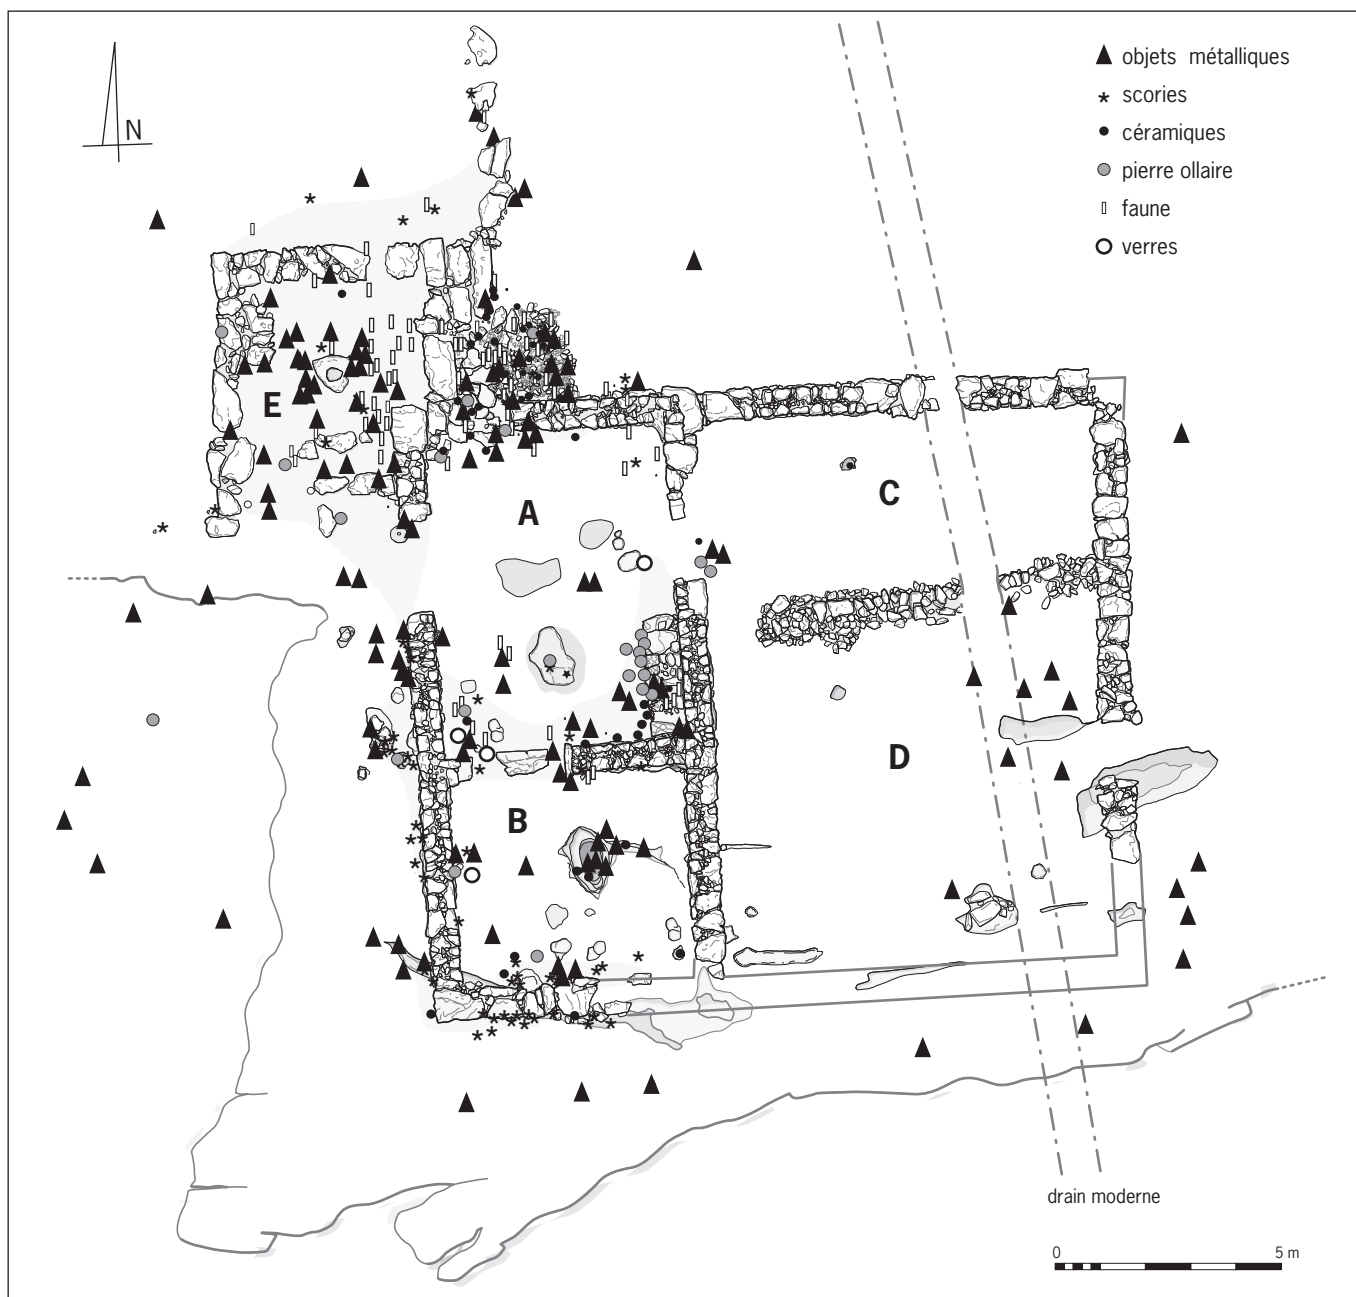 N
objets métalliques
scories
céramiques
pierre ollaire
faune
verres
E
A
C
D
B
drain moderne
0 5 m